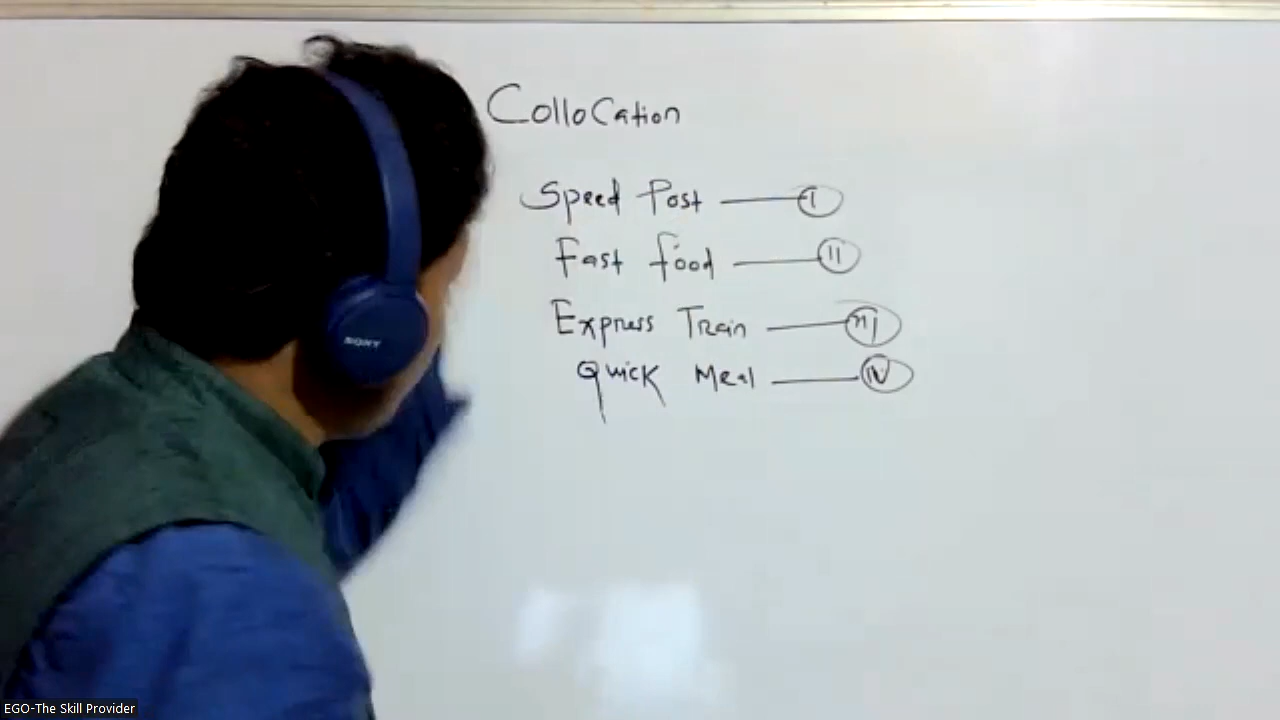 Collocation
Speed Post — I
Fast food — II
Express Train — III
Quick Meal — IV
SONY
EGO-The Skill Provider